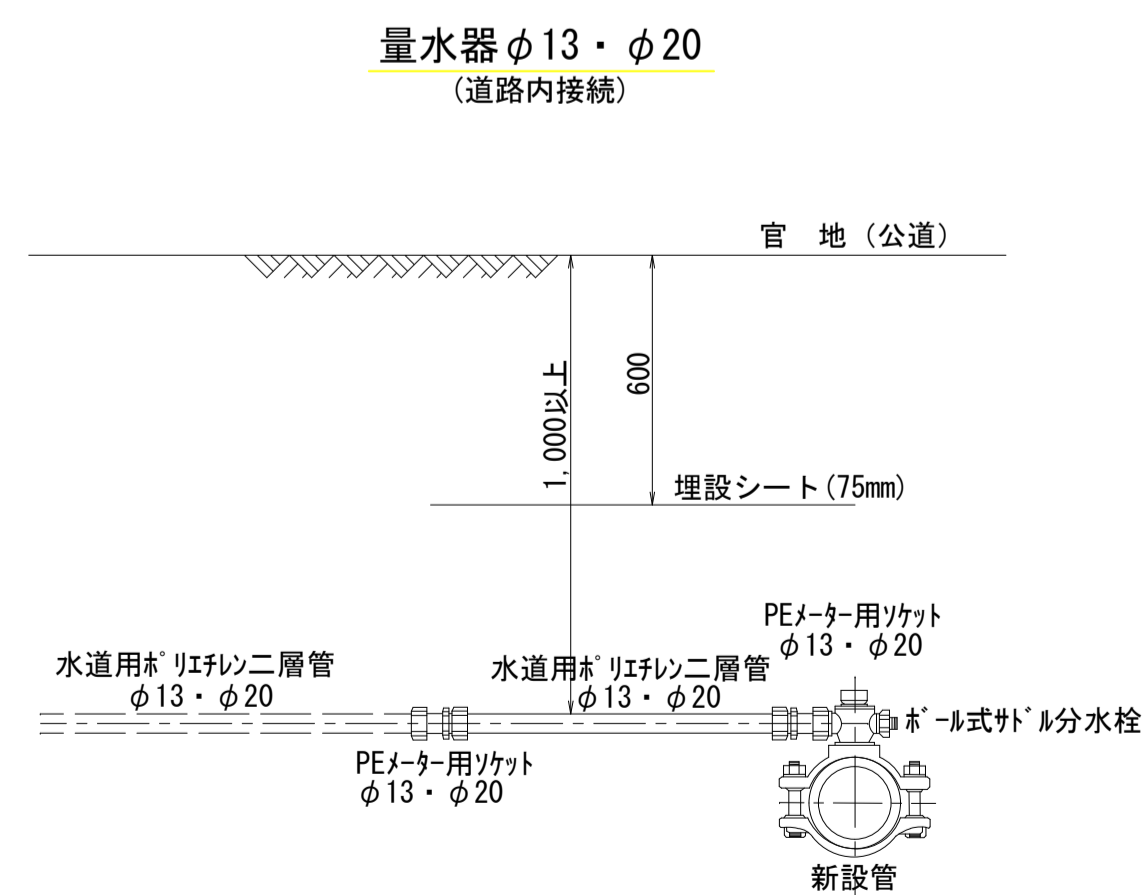 量水器φ13・φ20
(道路内接続)
官　地（公道）
1,000以上
600
埋設シート(75mm)
PEﾒｰﾀｰ用ｿｹｯﾄ
φ13・φ20
水道用ﾎﾟﾘｴﾁﾚﾝ二層管
φ13・φ20
水道用ﾎﾟﾘｴﾁﾚﾝ二層管
φ13・φ20
ﾎﾞｰﾙ式ｻﾄﾞﾙ分水栓
PEﾒｰﾀｰ用ｿｹｯﾄ
φ13・φ20
新設管